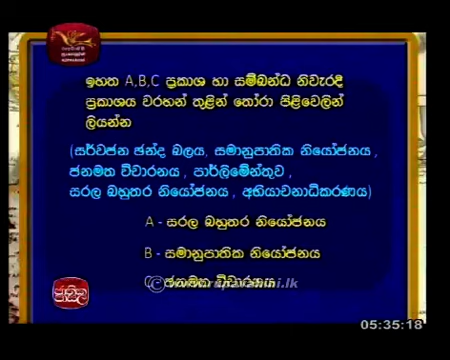 ඉහත A,B,C ප්‍රකාශ හා සම්බන්ධ නිවැරදි
ප්‍රකාශය වරහන් තුළින් තෝරා පිළිවෙලින්
ලියන්න
(සර්වජන ඡන්ද බලය, සමානුපාතික නියෝජනය ,
ජනමත විචාරනය , පාර්ලිමේන්තුව ,
සරල බහුතර නියෝජනය , අභියාචනාධිකරණය)
A - සරල බහුතර නියෝජනය
B - සමානුපාතික නියෝජනය
C - ජනමත විචාරනය
05:35:18